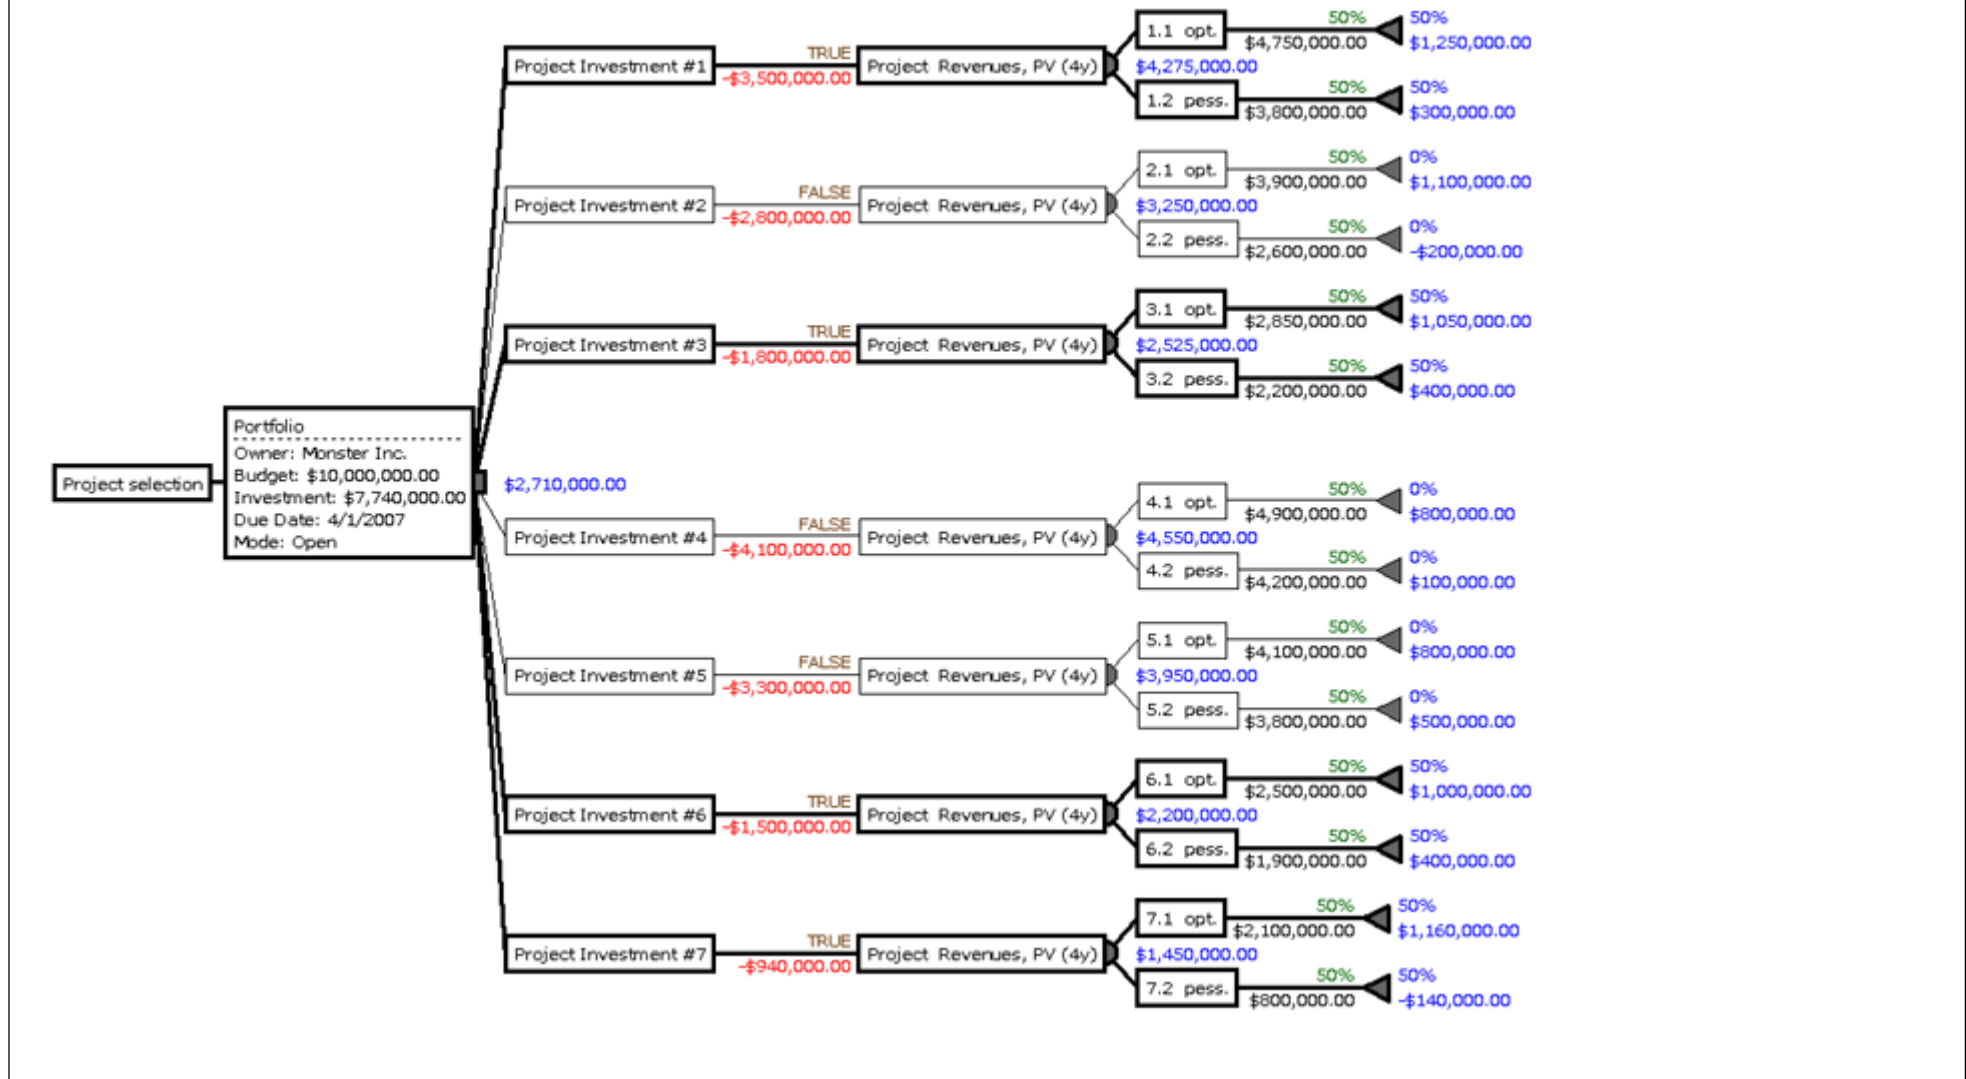 Project selection
Portfolio
Owner: Monster Inc.
Budget: $10,000,000.00
Investment: $7,740,000.00
Due Date: 4/1/2007
Mode: Open
$2,710,000.00
Project Investment #1
TRUE
-$3,500,000.00
Project Revenues, PV (4y)
$4,275,000.00
1.1 opt.
50%
$4,750,000.00
50%
$1,250,000.00
1.2 pess.
50%
$3,800,000.00
50%
$300,000.00
Project Investment #2
FALSE
-$2,800,000.00
Project Revenues, PV (4y)
$3,250,000.00
2.1 opt.
50%
$3,900,000.00
0%
$1,100,000.00
2.2 pess.
50%
$2,600,000.00
0%
-$200,000.00
Project Investment #3
TRUE
-$1,800,000.00
Project Revenues, PV (4y)
$2,525,000.00
3.1 opt.
50%
$2,850,000.00
50%
$1,050,000.00
3.2 pess.
50%
$2,200,000.00
50%
$400,000.00
Project Investment #4
FALSE
-$4,100,000.00
Project Revenues, PV (4y)
$4,550,000.00
4.1 opt.
50%
$4,900,000.00
0%
$800,000.00
4.2 pess.
50%
$4,200,000.00
0%
$100,000.00
Project Investment #5
FALSE
-$3,300,000.00
Project Revenues, PV (4y)
$3,950,000.00
5.1 opt.
50%
$4,100,000.00
0%
$800,000.00
5.2 pess.
50%
$3,800,000.00
0%
$500,000.00
Project Investment #6
TRUE
-$1,500,000.00
Project Revenues, PV (4y)
$2,200,000.00
6.1 opt.
50%
$2,500,000.00
50%
$1,000,000.00
6.2 pess.
50%
$1,900,000.00
50%
$400,000.00
Project Investment #7
TRUE
-$940,000.00
Project Revenues, PV (4y)
$1,450,000.00
7.1 opt.
50%
$2,100,000.00
50%
$1,160,000.00
7.2 pess.
50%
$800,000.00
50%
-$140,000.00